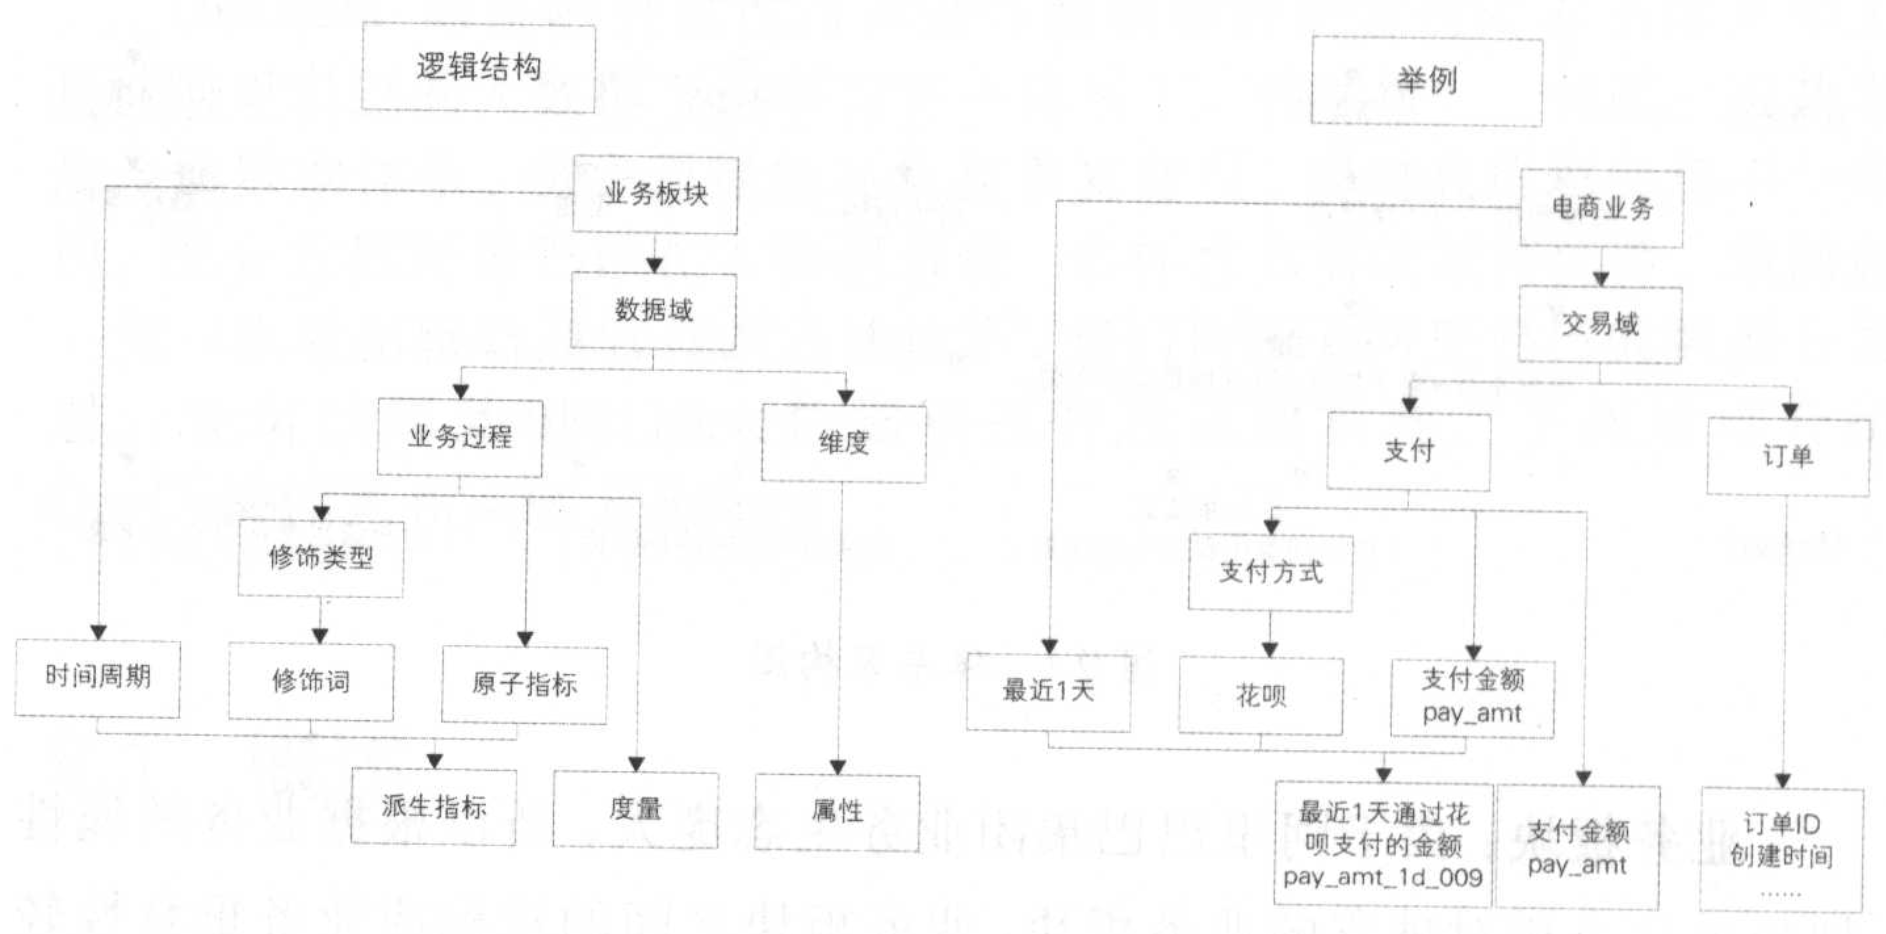 逻辑结构
举例
业务板块
数据域
业务过程
维度
修饰类型
时间周期
修饰词
原子指标
派生指标
度量
属性
电商业务
交易域
支付
订单
支付方式
最近1天
花呗
支付金额
pay_amt
最近1天通过花
呗支付的金额
pay_amt_1d_009
支付金额
pay_amt
订单ID
创建时间
……